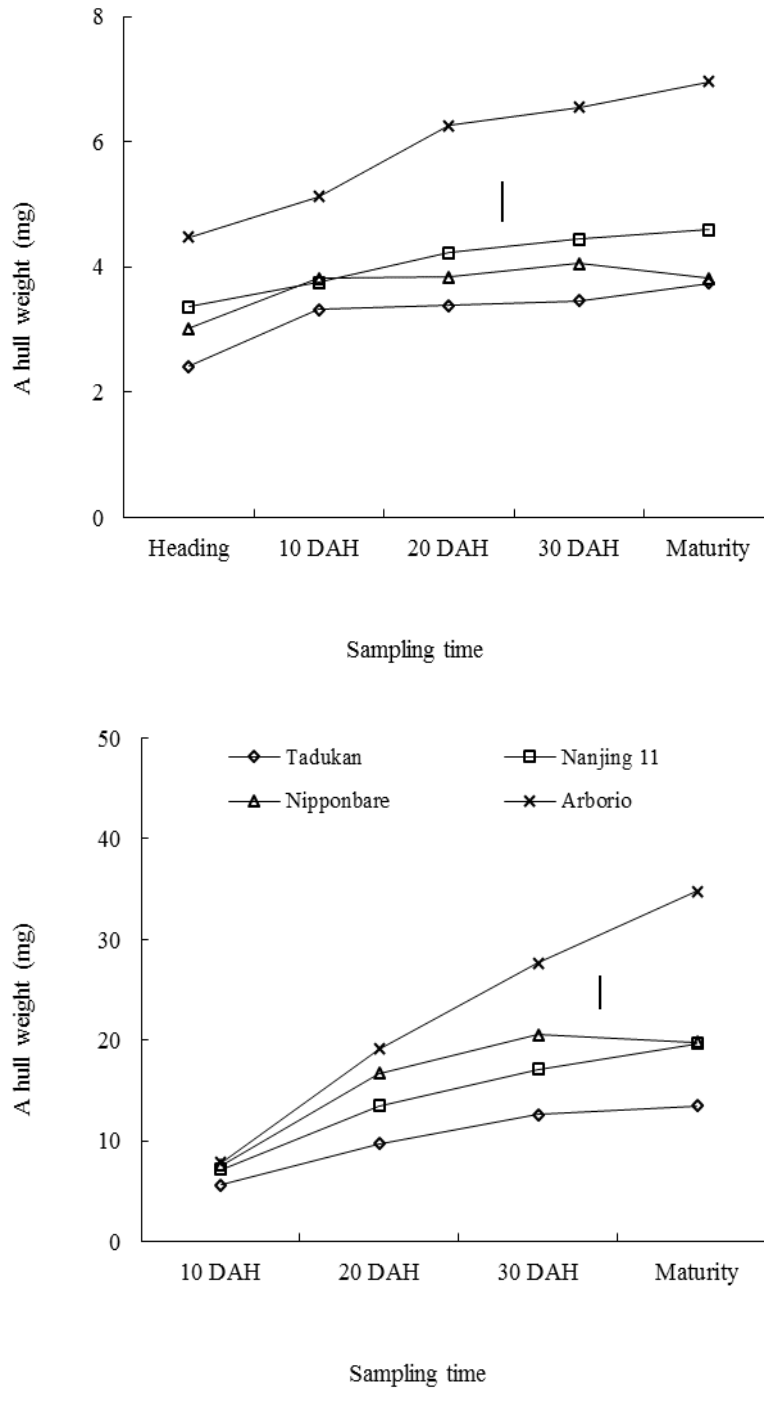 8
6
4
2
0
A hull weight (mg)
Heading 10 DAH 20 DAH 30 DAH Maturity
Sampling time
50
40
30
20
10
0
A hull weight (mg)
Tadukan Nanjing 11
Nipponbare Arborio
10 DAH 20 DAH 30 DAH Maturity
Sampling time